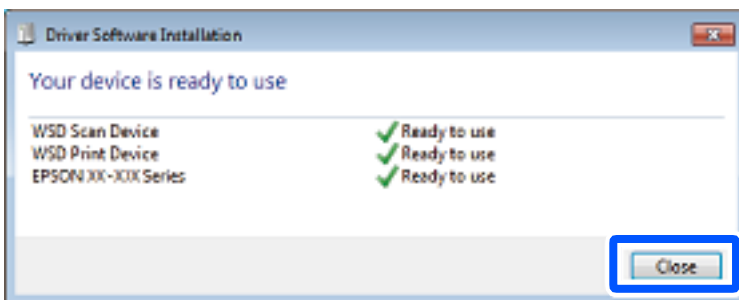 Driver Software Installation
Your device is ready to use
WSD Scan Device Ready to use
WSD Print Device Ready to use
EPSON XX-XXX Series Ready to use
Close